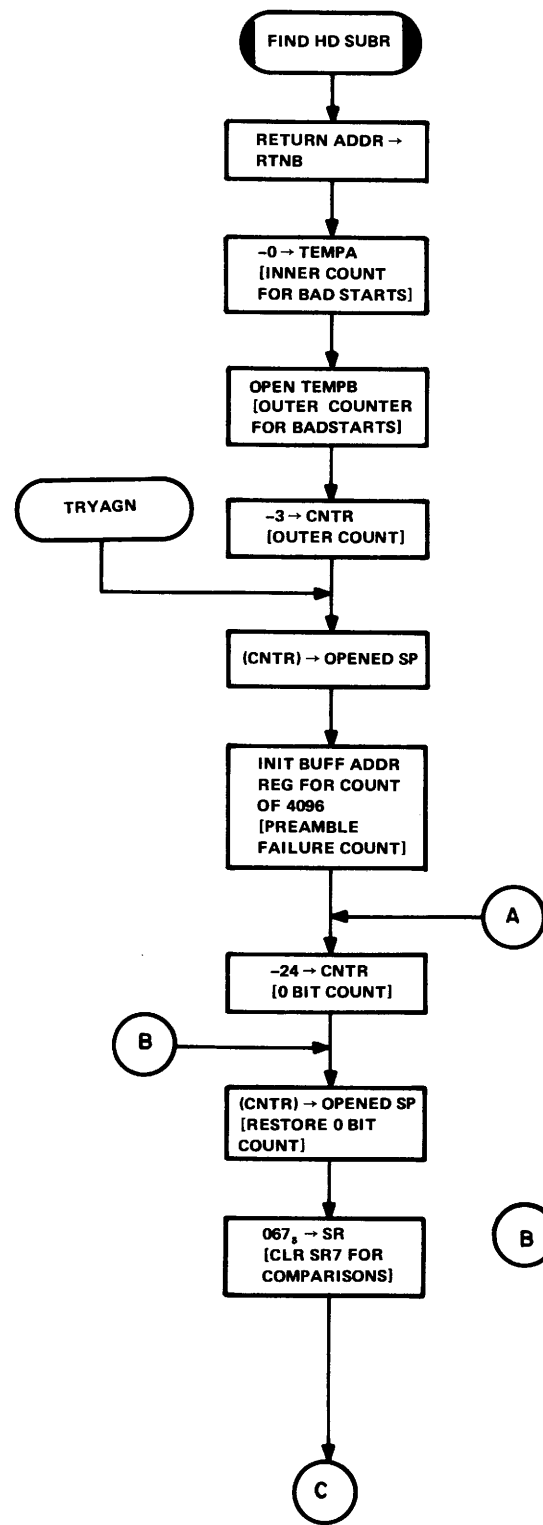 FIND HD SUBR
RETURN ADDR →
RTNB
-0 → TEMPA
[INNER COUNT
FOR BAD STARTS]
OPEN TEMPB
[OUTER COUNTER
FOR BADSTARTS]
TRYAGN
-3 → CNTR
[OUTER COUNT]
(CNTR) → OPENED SP
INIT BUFF ADDR
REG FOR COUNT
OF 4096
[PREAMBLE
FAILURE COUNT]
A
-24 → CNTR
[0 BIT COUNT]
B
(CNTR) → OPENED SP
[RESTORE 0 BIT
COUNT]
067₈ → SR
[CLR SR7 FOR
COMPARISONS]
B
C